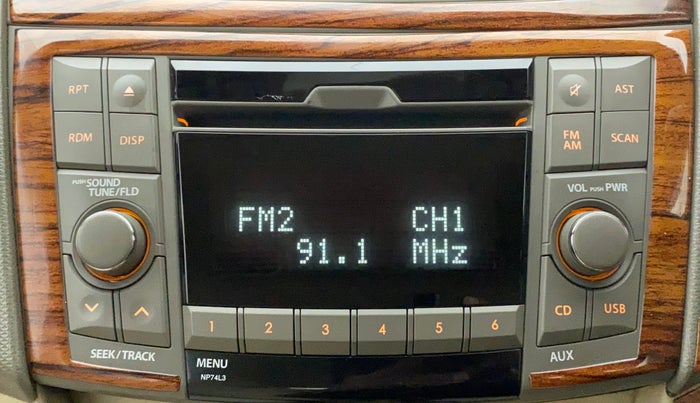 RPT
AST
RDM
DISP
FM
AM
SCAN
PUSH SOUND
TUNE/FLD
VOL PUSH PWR
FM2 CH1
91.1 MHz
CD
USB
1 2 3 4 5 6
SEEK/TRACK
MENU
AUX
NP74L3